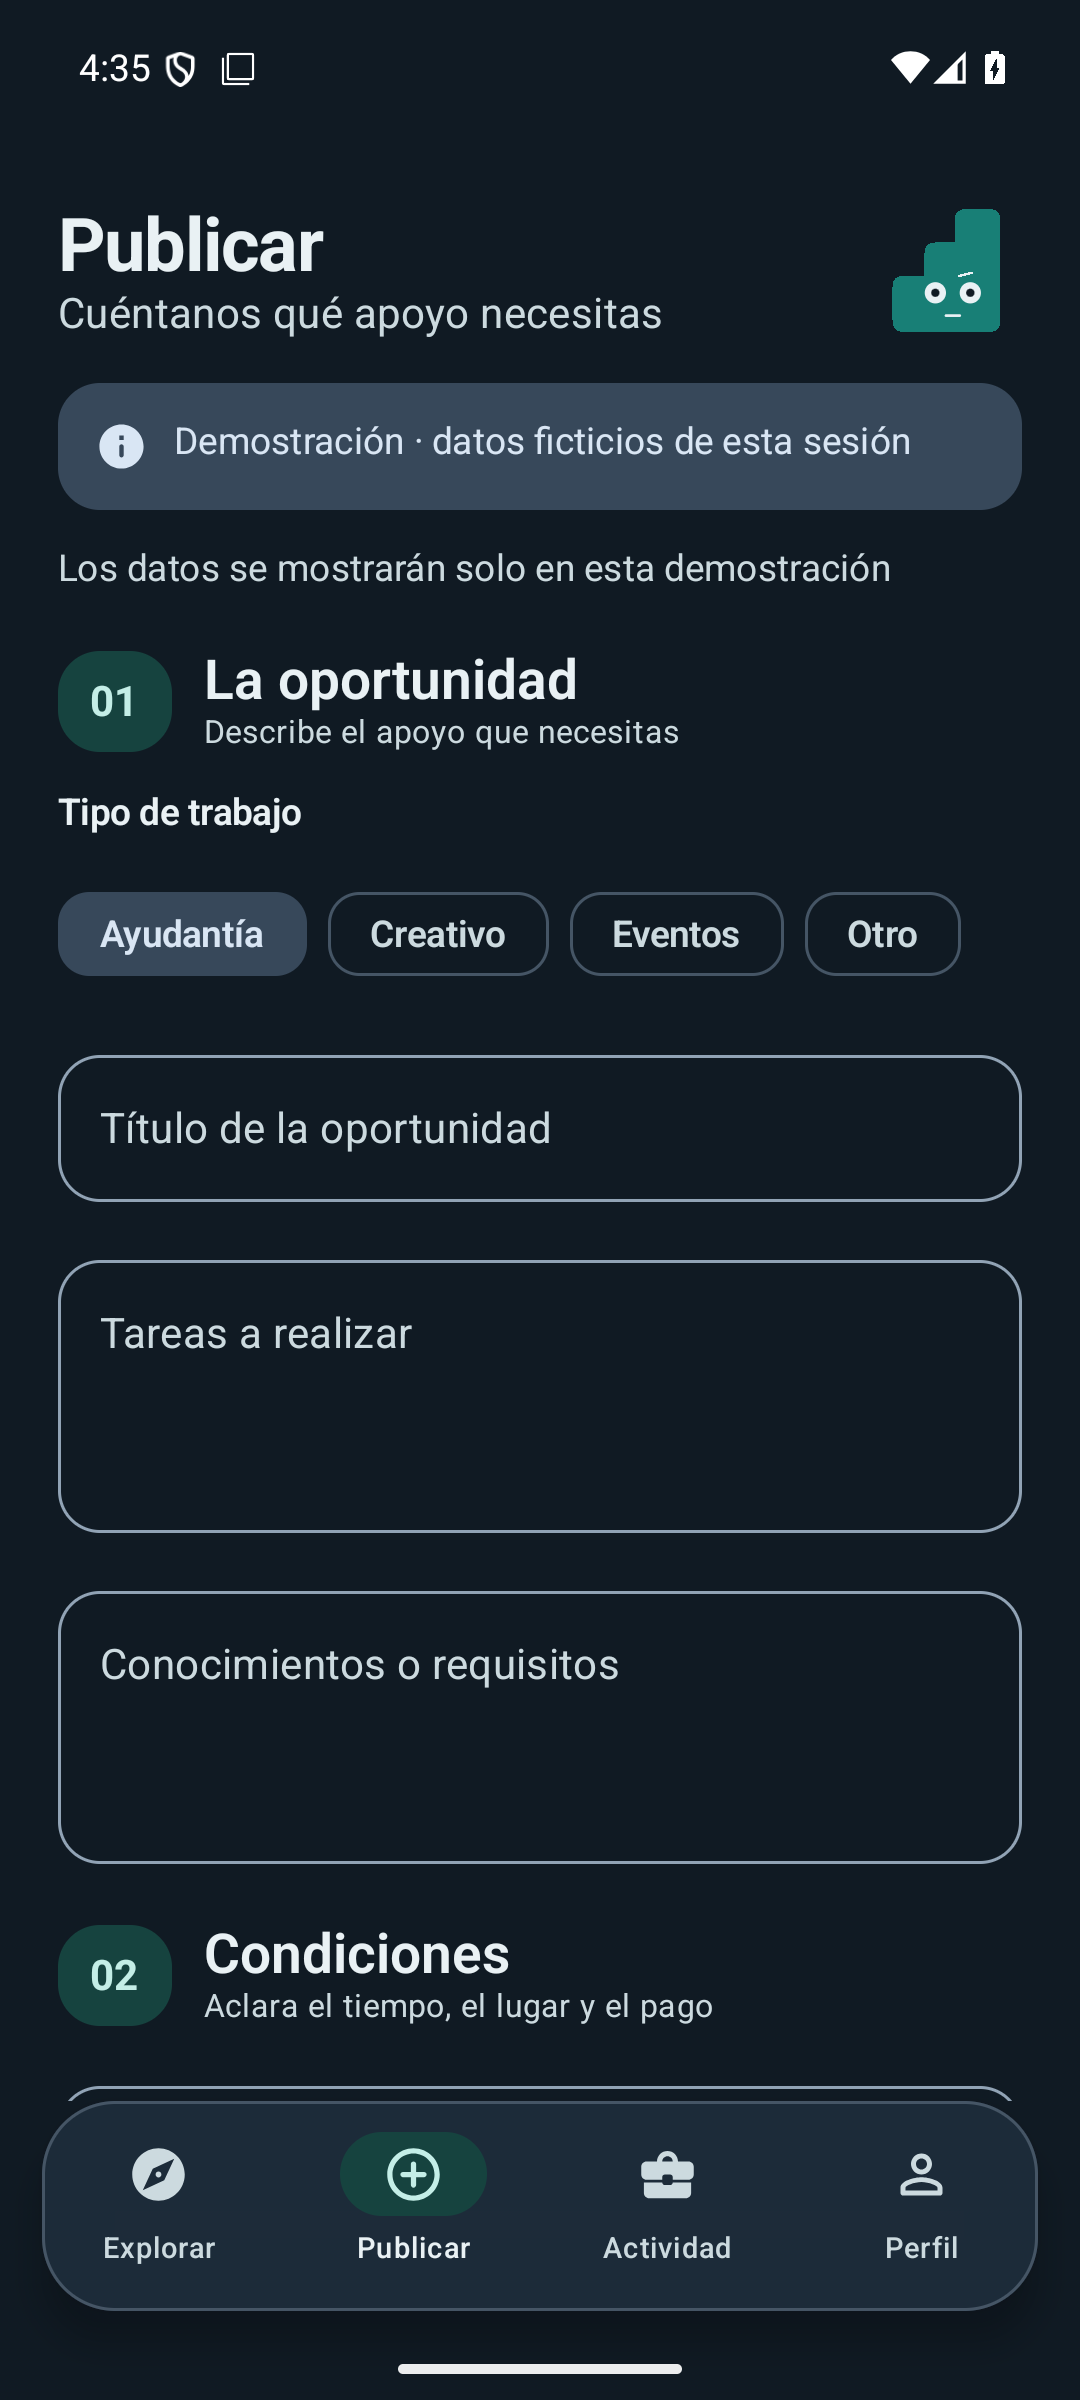 4:35
Publicar
Cuéntanos qué apoyo necesitas
Demostración · datos ficticios de esta sesión
Los datos se mostrarán solo en esta demostración
01
La oportunidad
Describe el apoyo que necesitas
Tipo de trabajo
Ayudantía
Creativo
Eventos
Otro
Título de la oportunidad
Tareas a realizar
Conocimientos o requisitos
02
Condiciones
Aclara el tiempo, el lugar y el pago
Explorar
Publicar
Actividad
Perfil